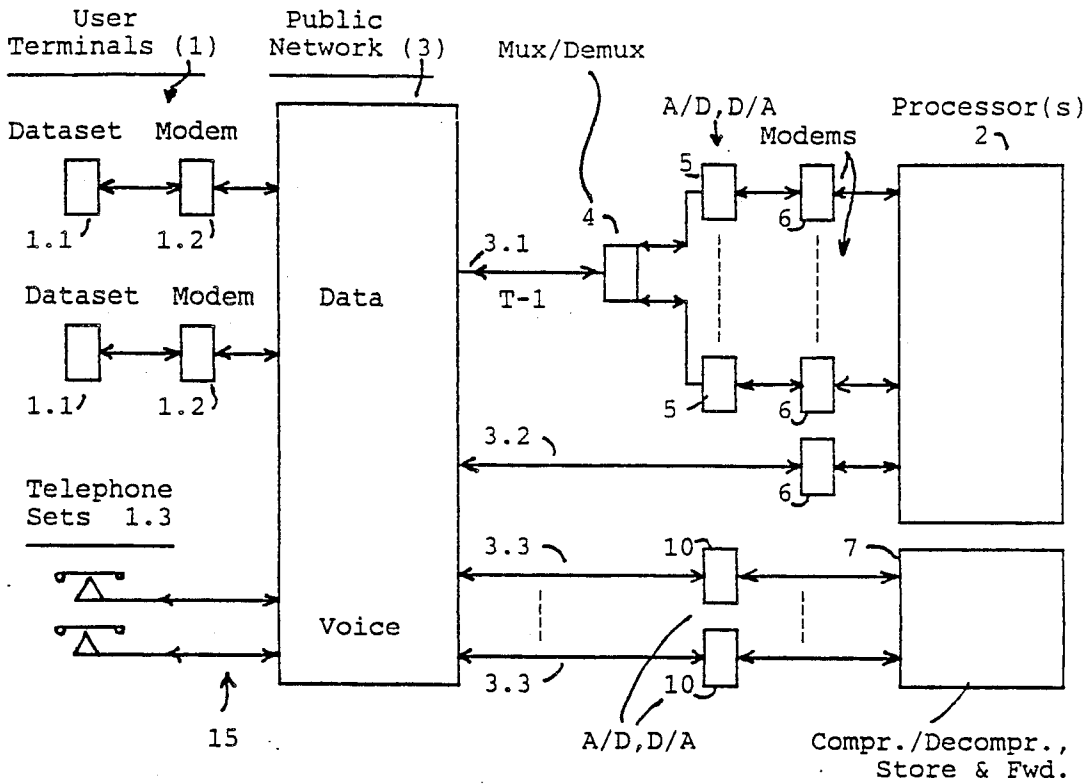 User
Terminals (1)
Public
Network (3)
Mux/Demux
A/D,D/A
Modems
Processor(s)
2
Dataset Modem
1.1
1.2
Dataset Modem
1.1
1.2
Telephone
Sets 1.3
15
Data
Voice
3.1
T-1
3.2
3.3
3.3
4
5
5
6
6
6
10
10
7
A/D,D/A
Compr./Decompr.,
Store & Fwd.